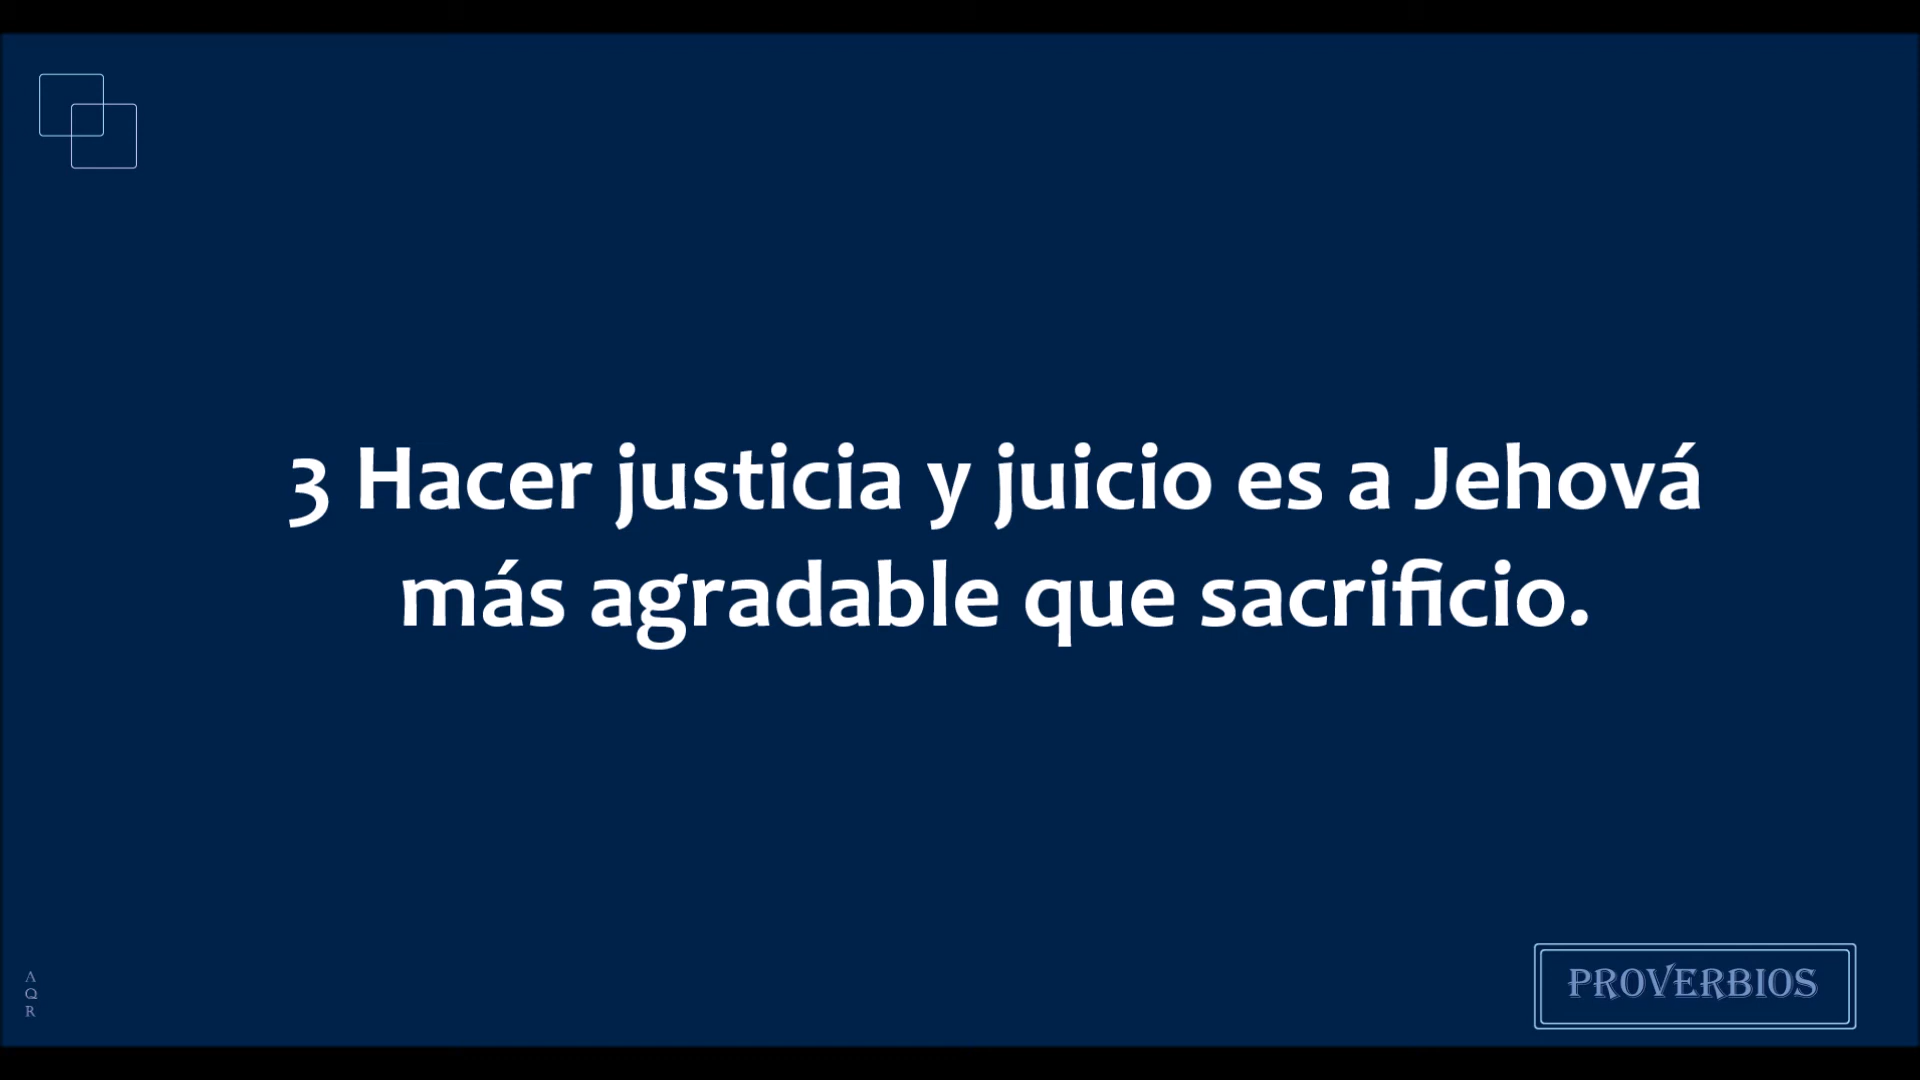 3 Hacer justicia y juicio es a Jehová
más agradable que sacrificio.
A
Q
R
PROVERBIOS